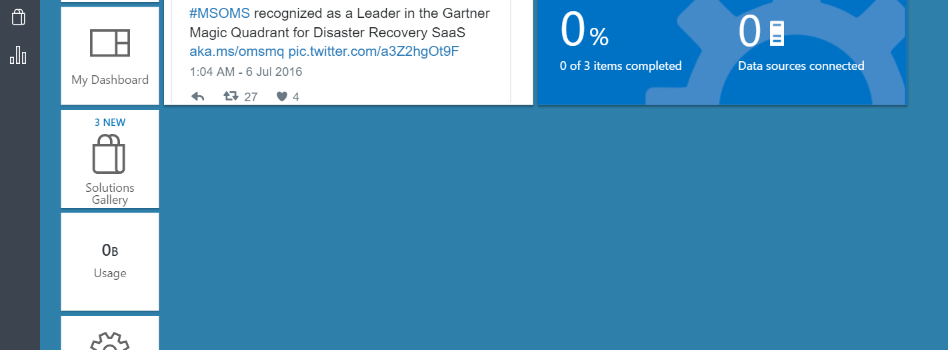 My Dashboard
#MSOMS recognized as a Leader in the Gartner
Magic Quadrant for Disaster Recovery SaaS
aka.ms/omsmq pic.twitter.com/a3Z2hgOt9F
1:04 AM - 6 Jul 2016
27 4
0 %
0 of 3 items completed
0
Data sources connected
3 NEW
Solutions
Gallery
0B
Usage